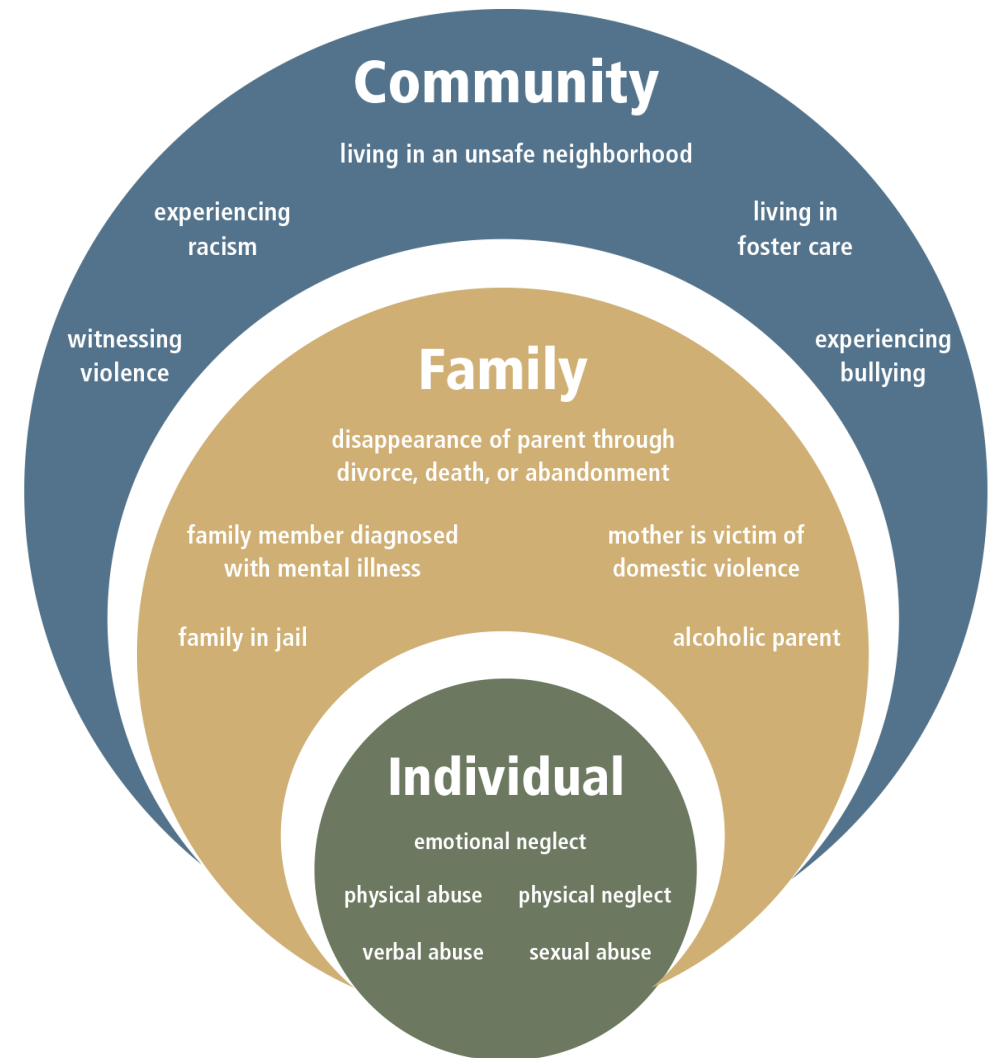 Community
living in an unsafe neighborhood
experiencing
racism
living in
foster care
witnessing
violence
experiencing
bullying
Family
disappearance of parent through
divorce, death, or abandonment
family member diagnosed
with mental illness
mother is victim of
domestic violence
family in jail
alcoholic parent
Individual
emotional neglect
physical abuse
physical neglect
verbal abuse
sexual abuse